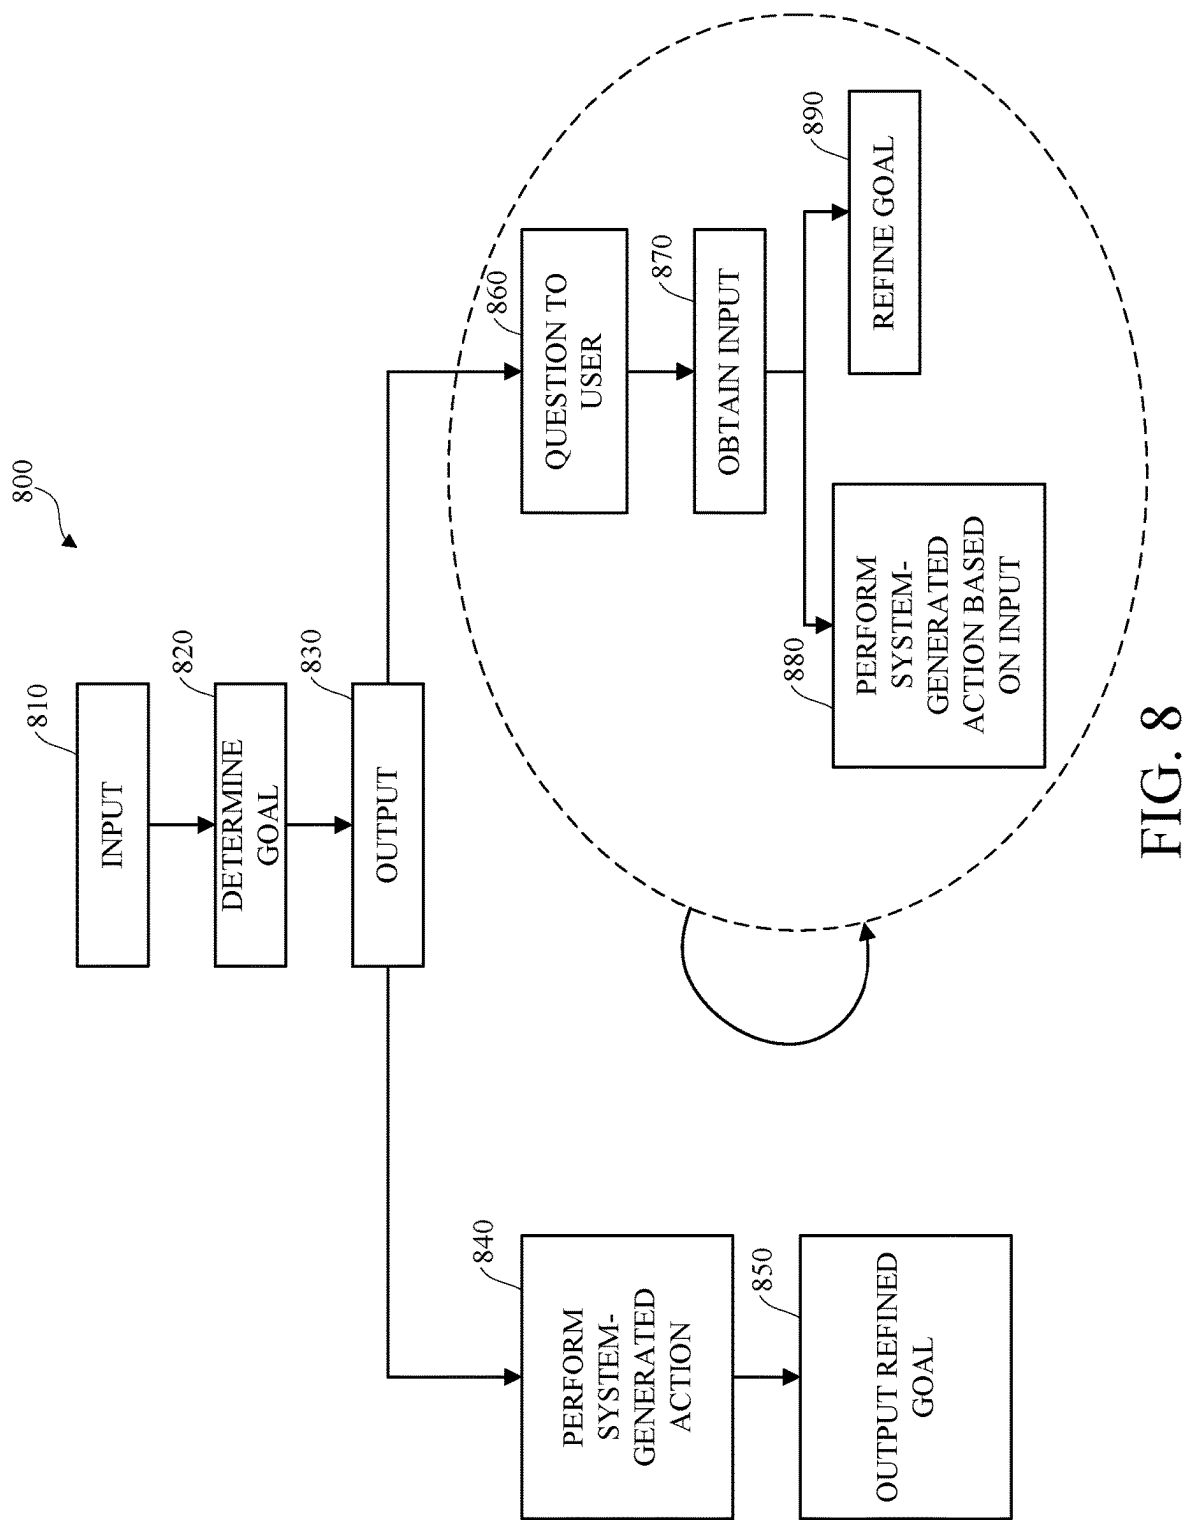 800
810
INPUT
820
DETERMINE
GOAL
830
OUTPUT
840
PERFORM
SYSTEM-
GENERATED
ACTION
850
OUTPUT REFINED
GOAL
860
QUESTION TO
USER
870
OBTAIN INPUT
880
PERFORM
SYSTEM-
GENERATED
ACTION BASED
ON INPUT
890
REFINE GOAL
FIG. 8